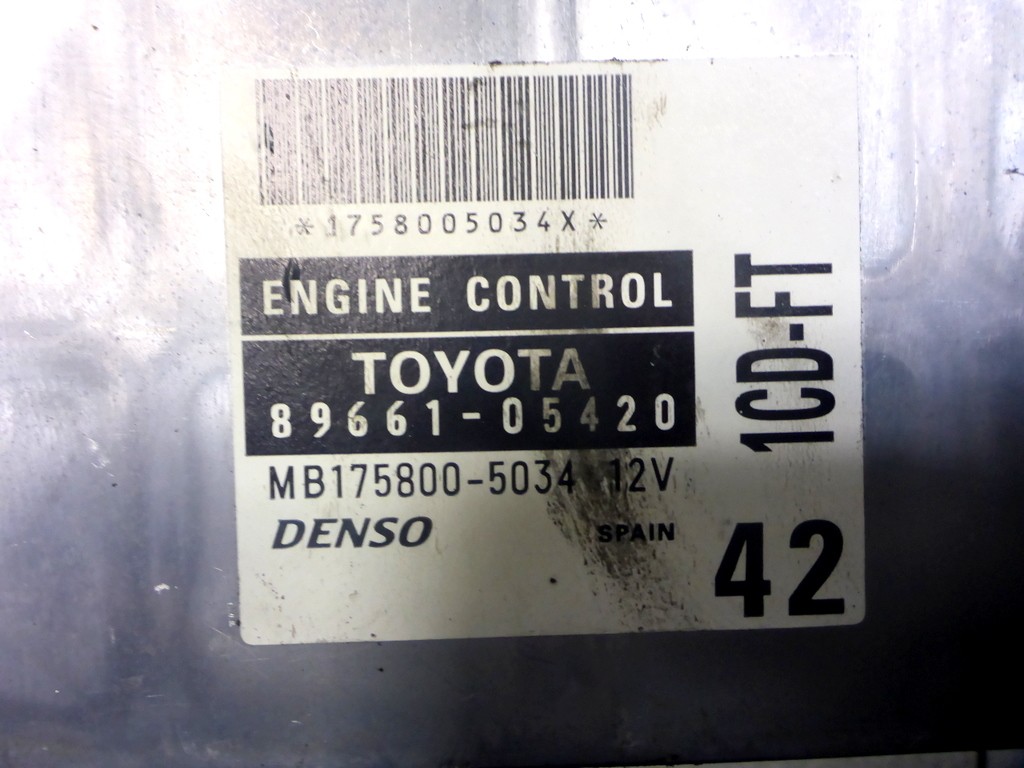 *1758005034X*
ENGINE CONTROL
TOYOTA
89661-05420
MB175800-5034 12V
DENSO SPAIN
1CD-FT
42